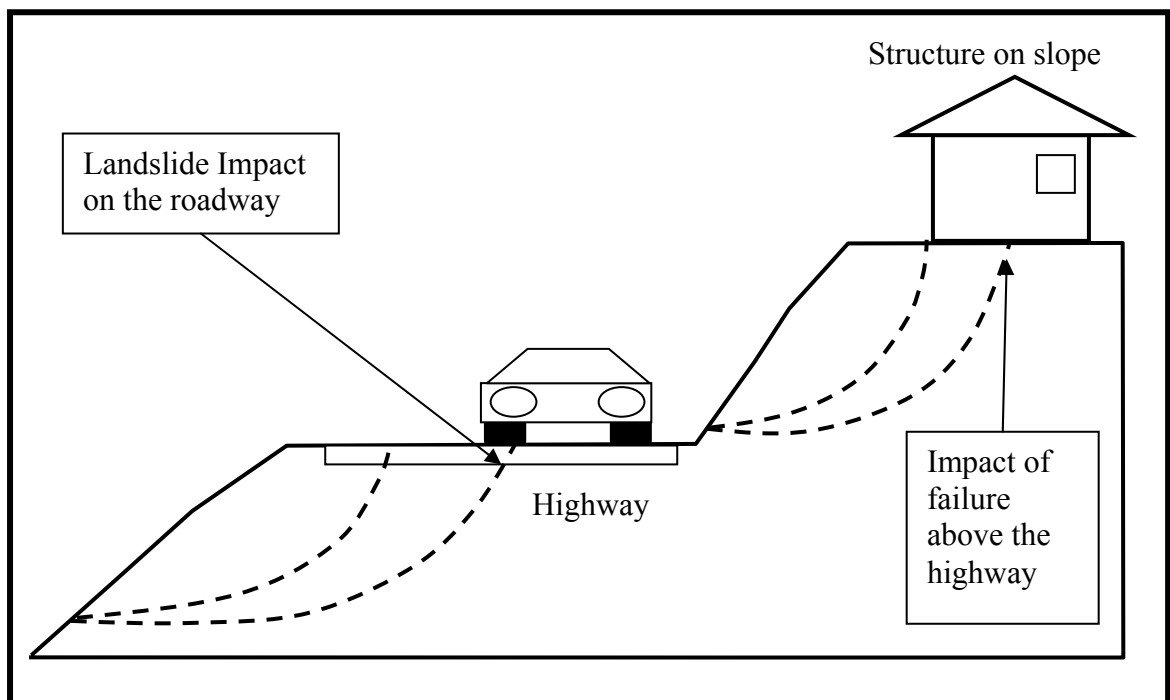 Structure on slope
Landslide Impact
on the roadway
Highway
Impact of
failure
above the
highway